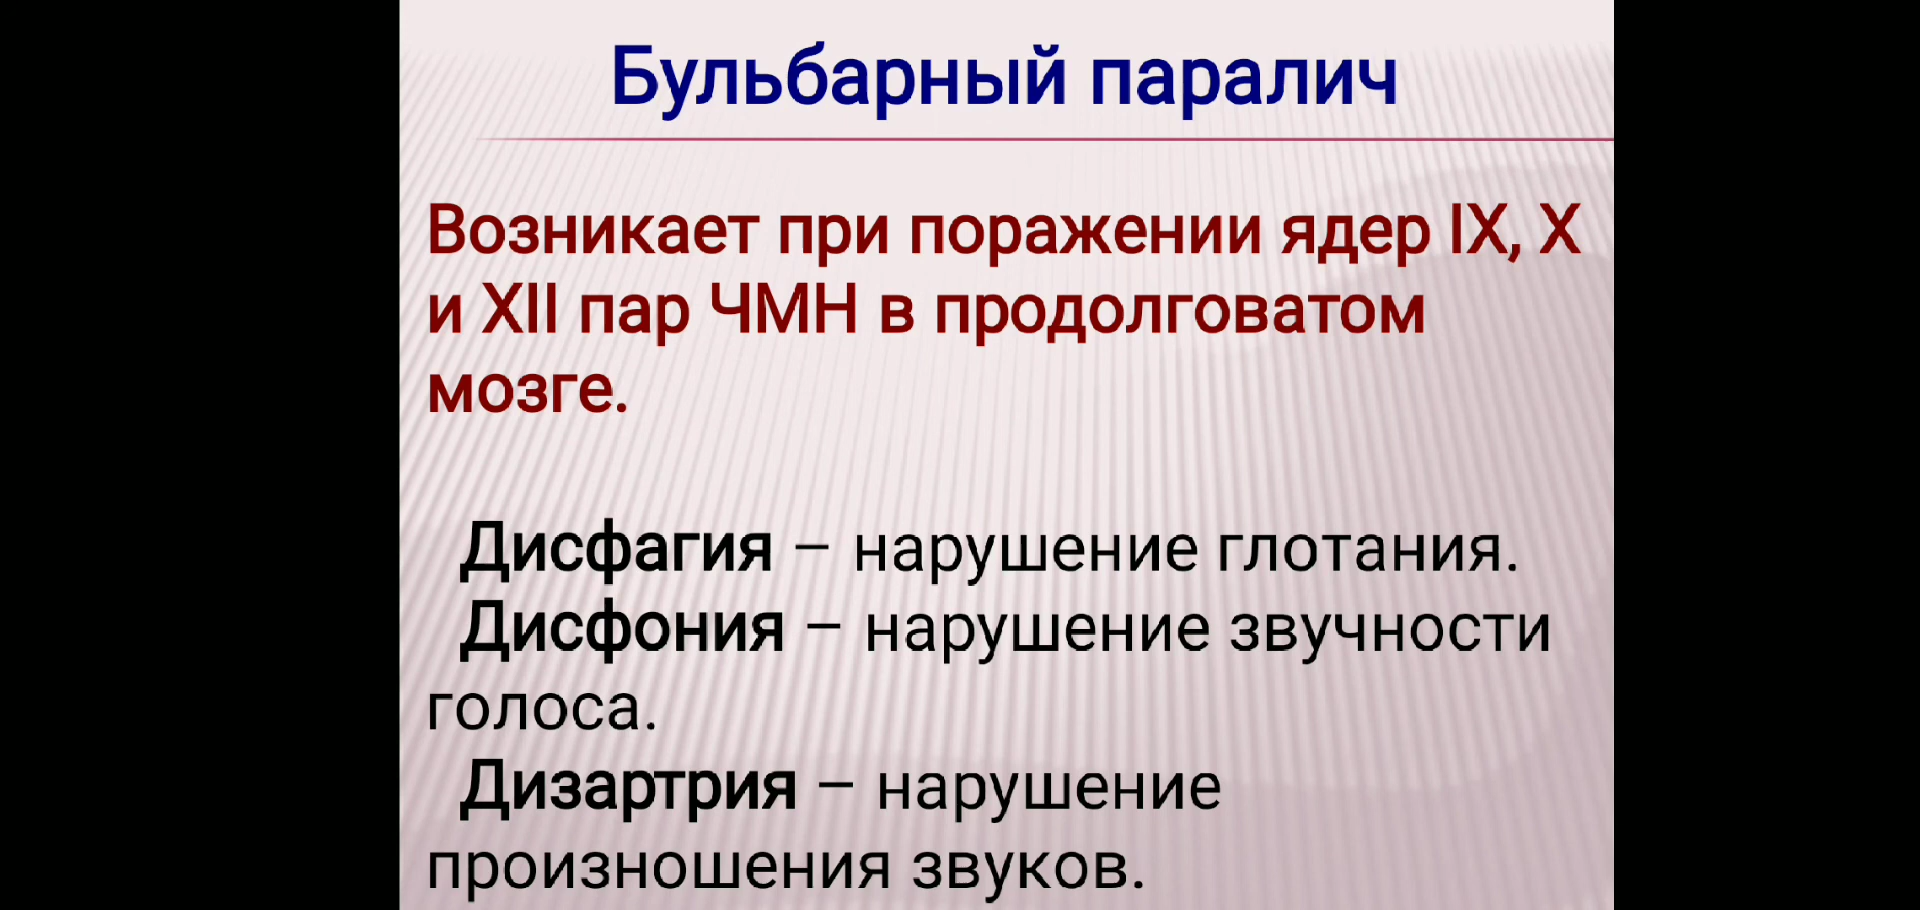 Бульбарный паралич
Возникает при поражении ядер IX, X
и XII пар ЧМН в продолговатом
мозге.
Дисфагия – нарушение глотания.
Дисфония – нарушение звучности
голоса.
Дизартрия – нарушение
произношения звуков.